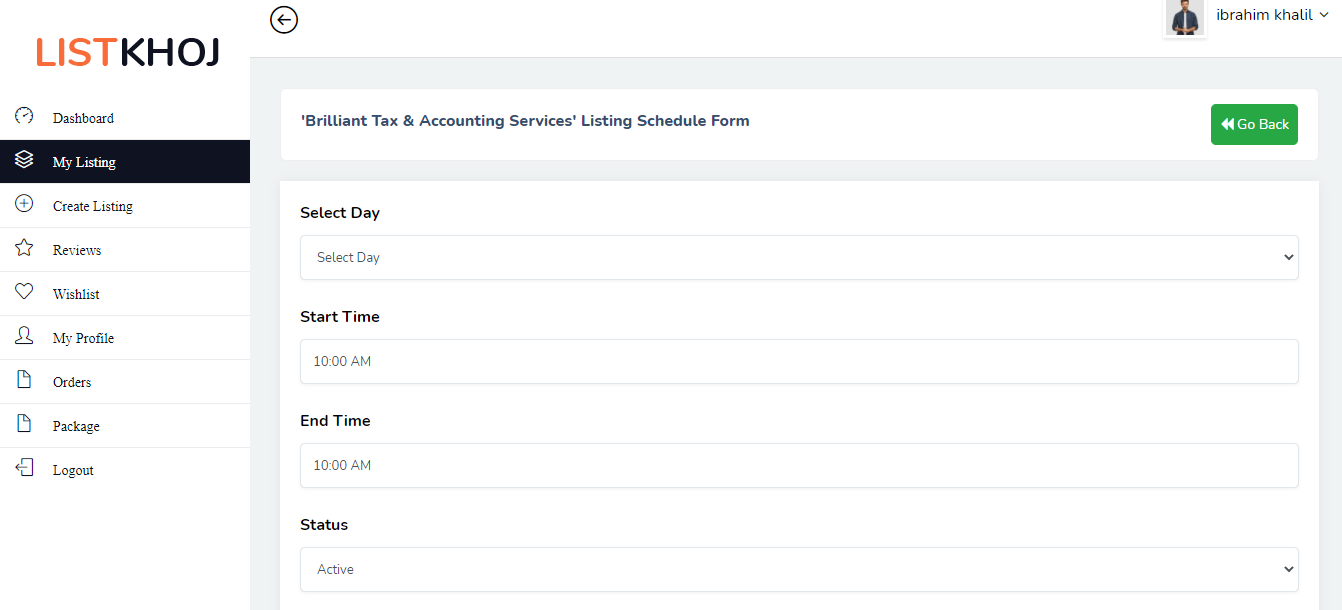 LISTKHOJ
Dashboard
My Listing
Create Listing
Reviews
Wishlist
My Profile
Orders
Package
Logout
ibrahim khalil
'Brilliant Tax & Accounting Services' Listing Schedule Form
Go Back
Select Day
Select Day
Start Time
10:00 AM
End Time
10:00 AM
Status
Active